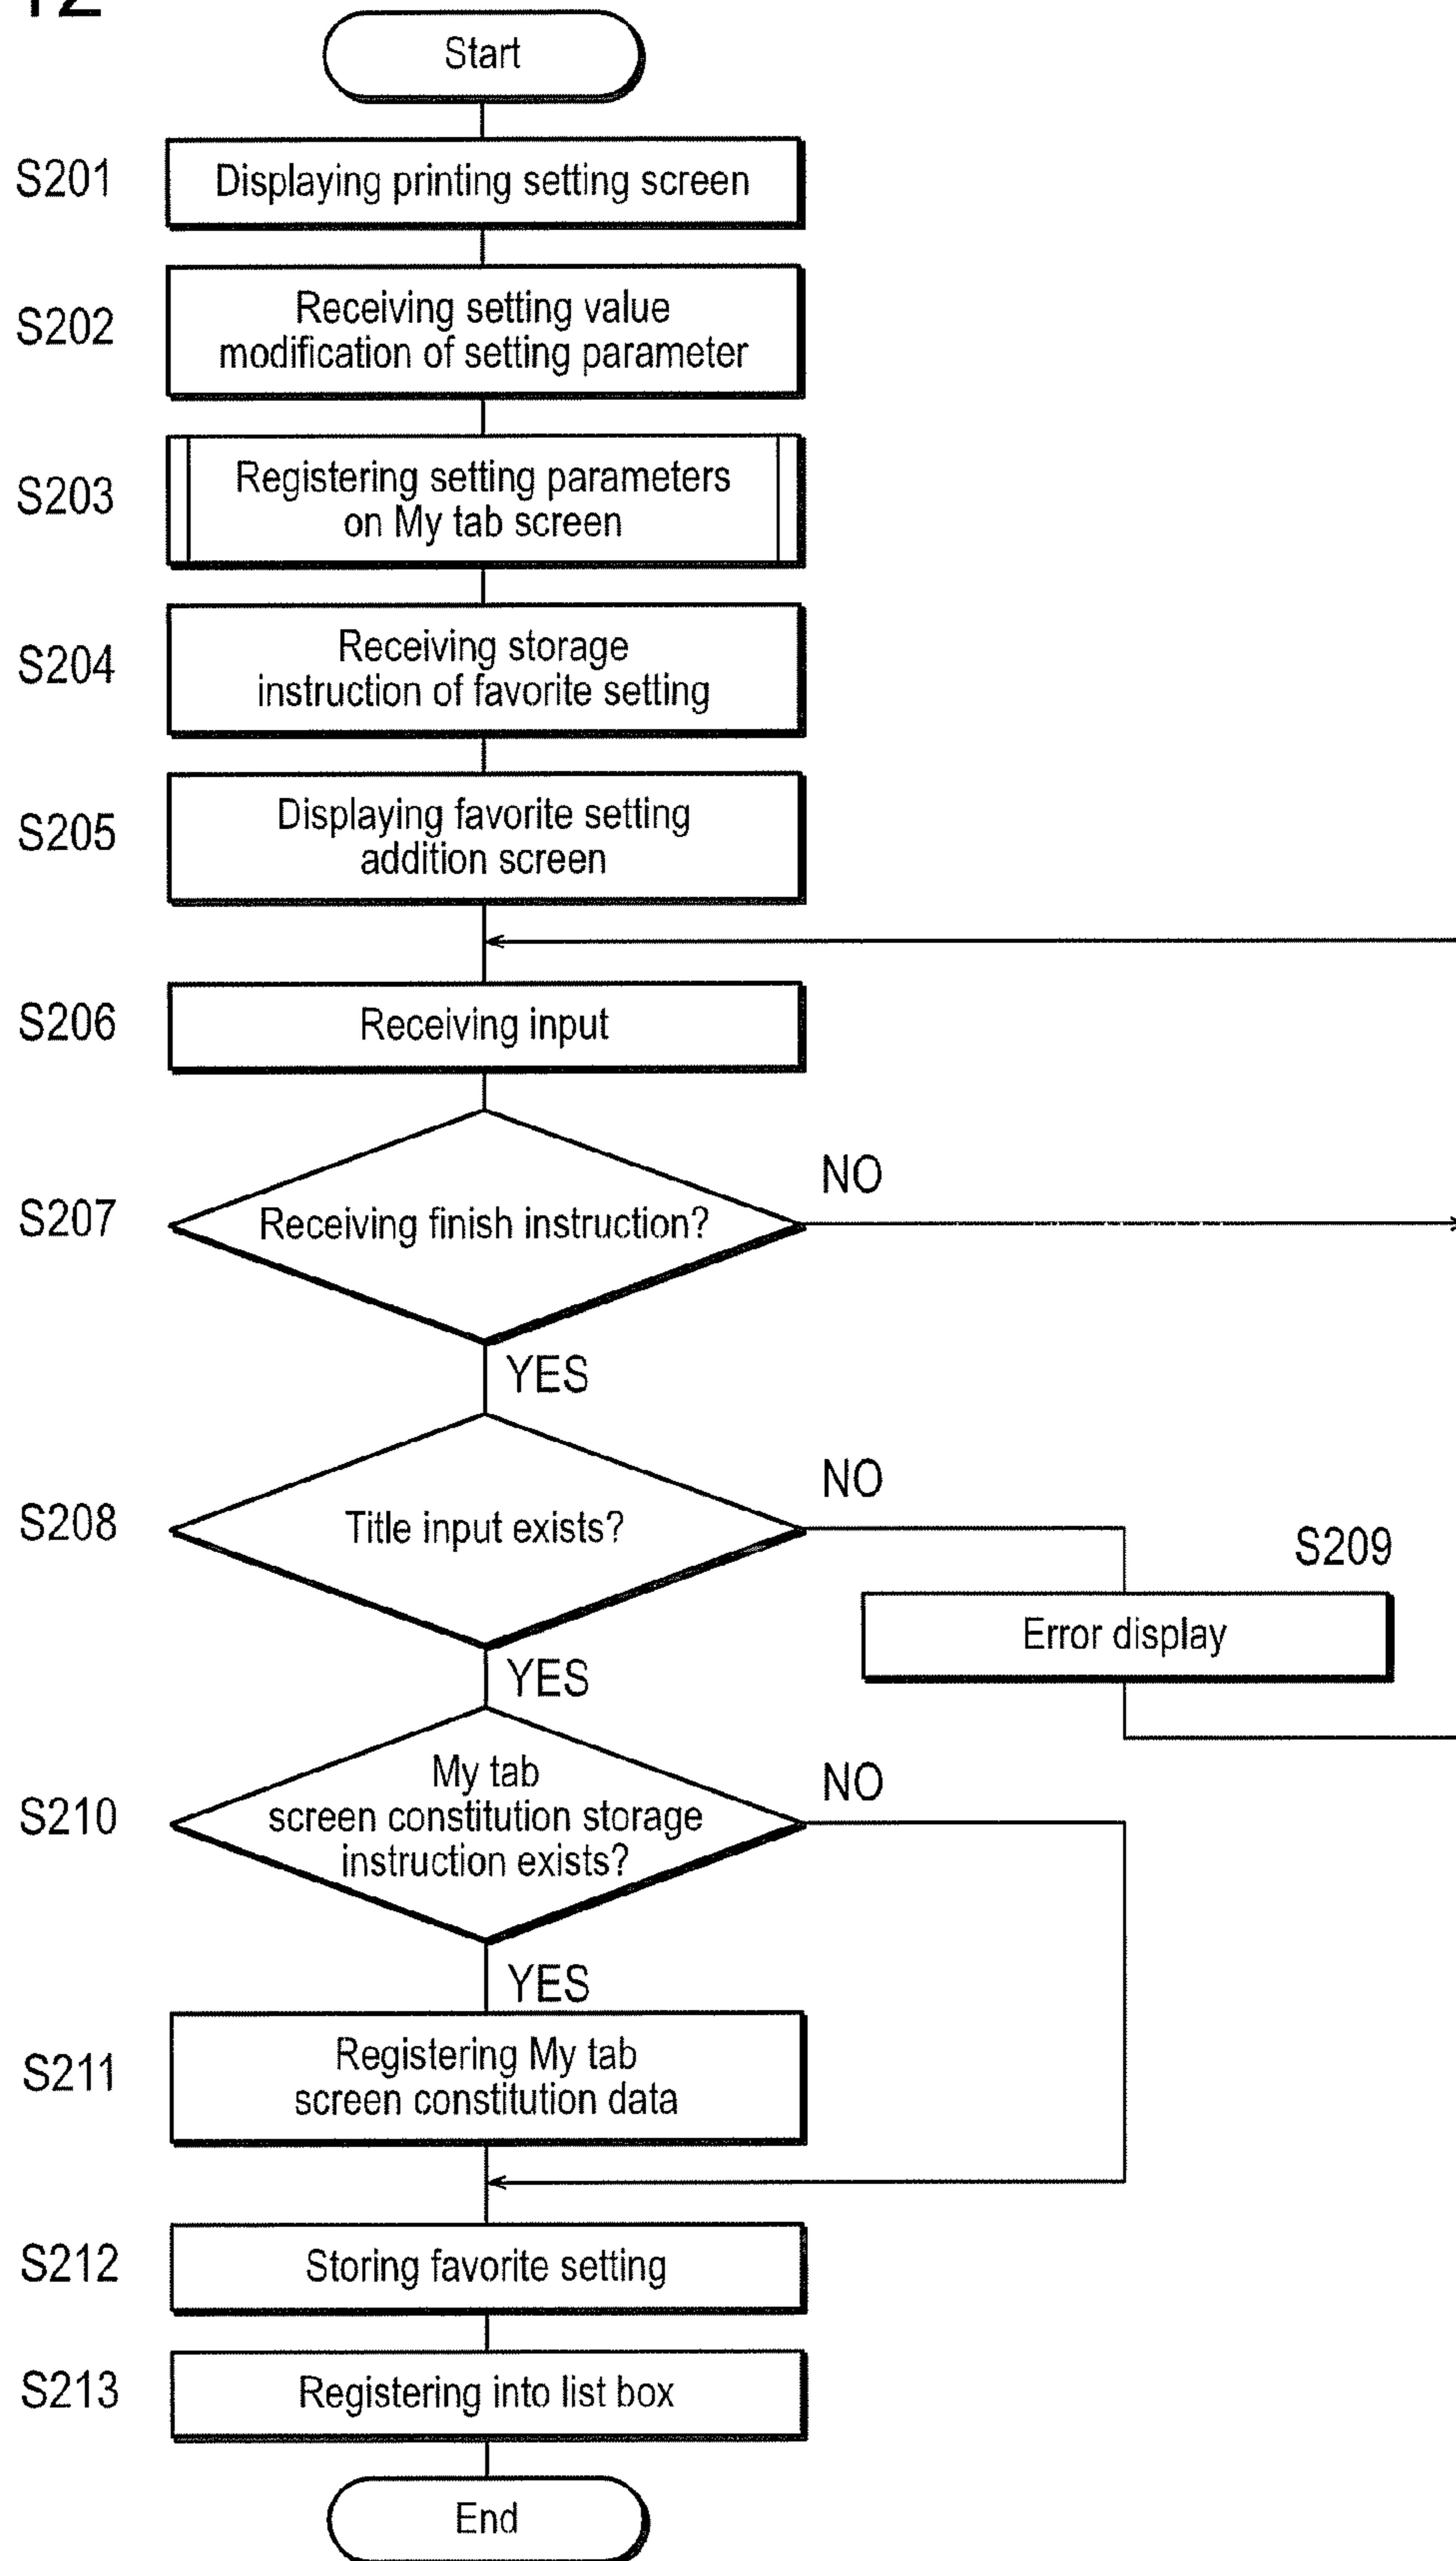 12
Start
S201
Displaying printing setting screen
S202
Receiving setting value
modification of setting parameter
S203
Registering setting parameters
on My tab screen
S204
Receiving storage
instruction of favorite setting
S205
Displaying favorite setting
addition screen
S206
Receiving input
S207
Receiving finish instruction?
NO
YES
S208
Title input exists?
NO
S209
Error display
YES
S210
My tab
screen constitution storage
instruction exists?
NO
YES
S211
Registering My tab
screen constitution data
S212
Storing favorite setting
S213
Registering into list box
End